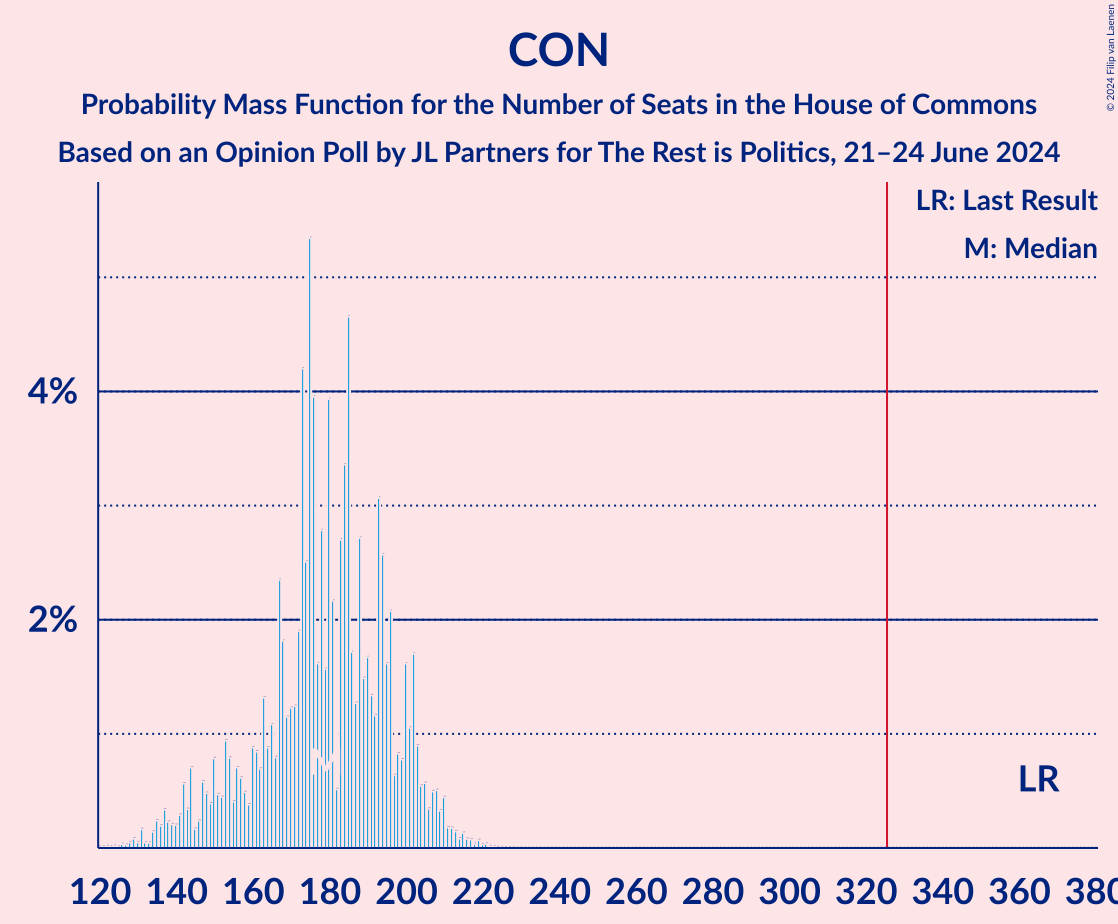 CON
Probability Mass Function for the Number of Seats in the House of Commons
Based on an Opinion Poll by JL Partners for The Rest is Politics, 21–24 June 2024
© 2024 Filip van Laenen
LR: Last Result
M: Median
4%
2%
M
LR
120 140 160 180 200 220 240 260 280 300 320 340 360 380